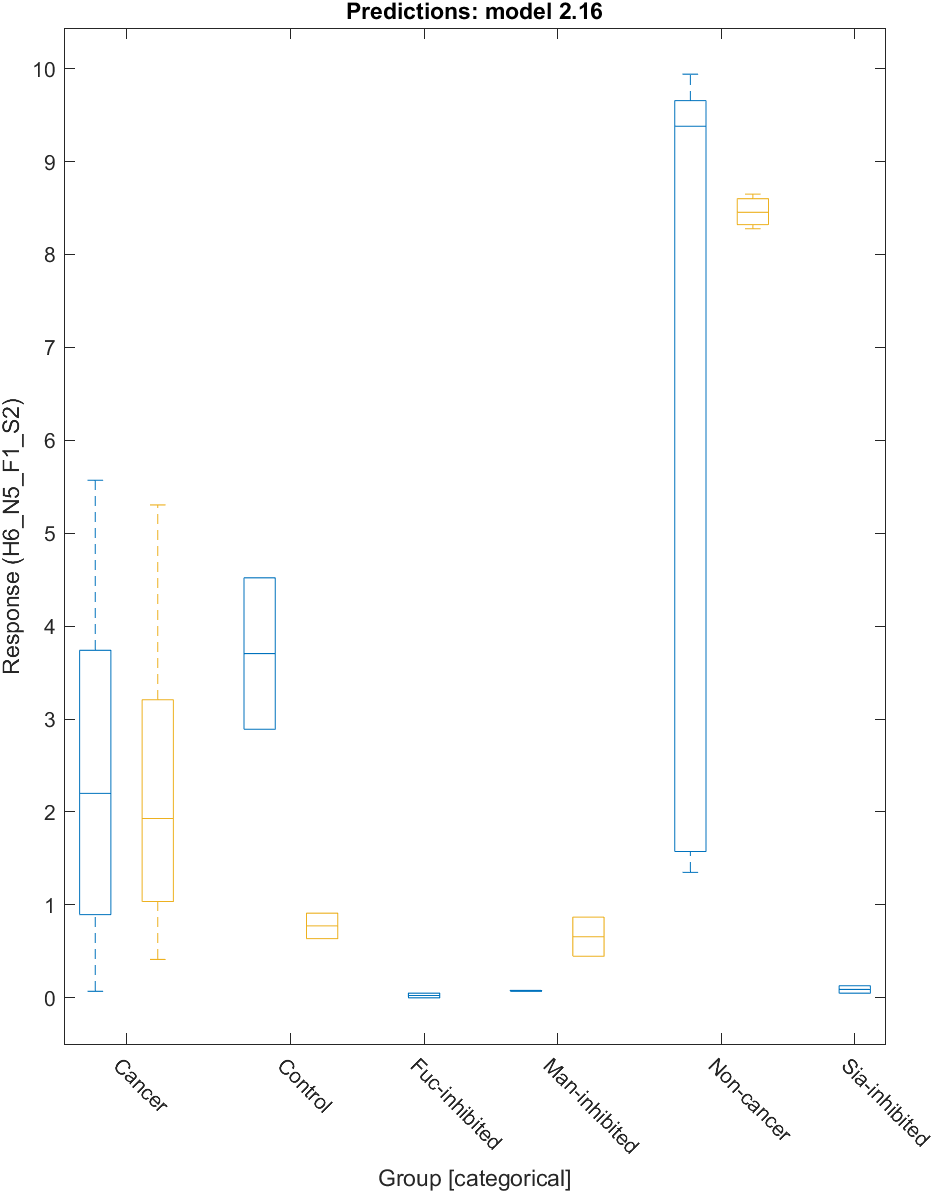 Predictions: model 2.16
10
9
8
7
6
5
4
3
2
1
0
Response (H6_N5_F1_S2)
Cancer
Control
Fuc-inhibited
Man-inhibited
Non-cancer
Sia-inhibited
Group [categorical]